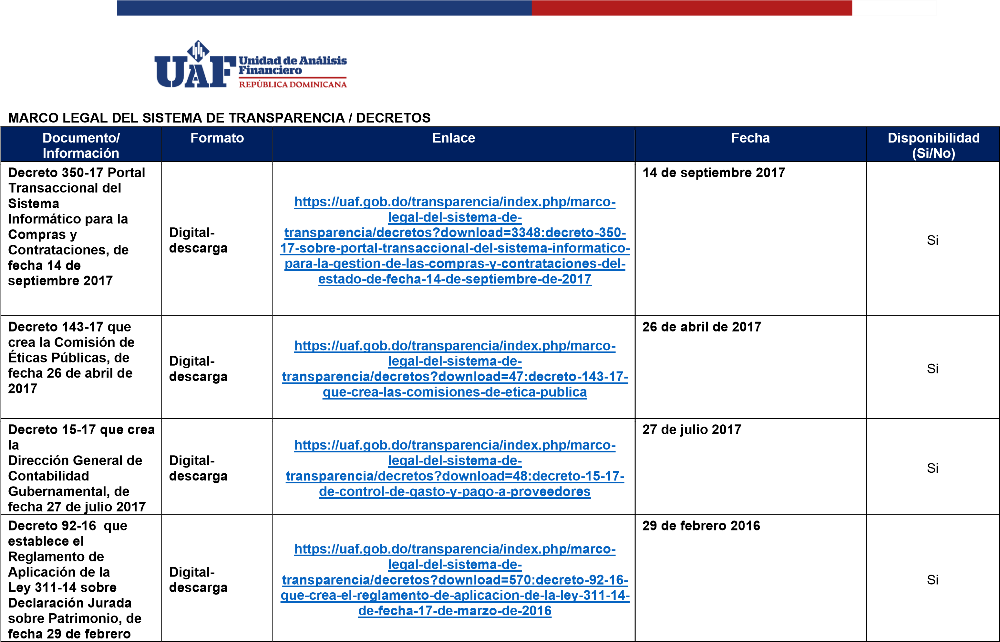 UAF
Unidad de Análisis
Financiero
REPÚBLICA DOMINICANA
MARCO LEGAL DEL SISTEMA DE TRANSPARENCIA / DECRETOS
Documento/
Información
Formato
Enlace
Fecha
Disponibilidad
(Si/No)
Decreto 350-17 Portal
Transaccional del
Sistema
Informático para la
Compras y
Contrataciones, de
fecha 14 de
septiembre 2017
Digital-
descarga
https://uaf.gob.do/transparencia/index.php/marco-
legal-del-sistema-de-
transparencia/decretos?download=3348:decreto-350-
17-sobre-portal-transaccional-del-sistema-informatico-
para-la-gestion-de-las-compras-y-contrataciones-del-
estado-de-fecha-14-de-septiembre-de-2017
14 de septiembre 2017
Si
Decreto 143-17 que
crea la Comisión de
Éticas Públicas, de
fecha 26 de abril de
2017
Digital-
descarga
https://uaf.gob.do/transparencia/index.php/marco-
legal-del-sistema-de-
transparencia/decretos?download=47:decreto-143-17-
que-crea-las-comisiones-de-etica-publica
26 de abril de 2017
Si
Decreto 15-17 que crea
la
Dirección General de
Contabilidad
Gubernamental, de
fecha 27 de julio 2017
Digital-
descarga
https://uaf.gob.do/transparencia/index.php/marco-
legal-del-sistema-de-
transparencia/decretos?download=48:decreto-15-17-
de-control-de-gasto-y-pago-a-proveedores
27 de julio 2017
Si
Decreto 92-16  que
establece el
Reglamento de
Aplicación de la
Ley 311-14 sobre
Declaración Jurada
sobre Patrimonio, de
fecha 29 de febrero
Digital-
descarga
https://uaf.gob.do/transparencia/index.php/marco-
legal-del-sistema-de-
transparencia/decretos?download=570:decreto-92-16-
que-crea-el-reglamento-de-aplicacion-de-la-ley-311-14-
de-fecha-17-de-marzo-de-2016
29 de febrero 2016
Si